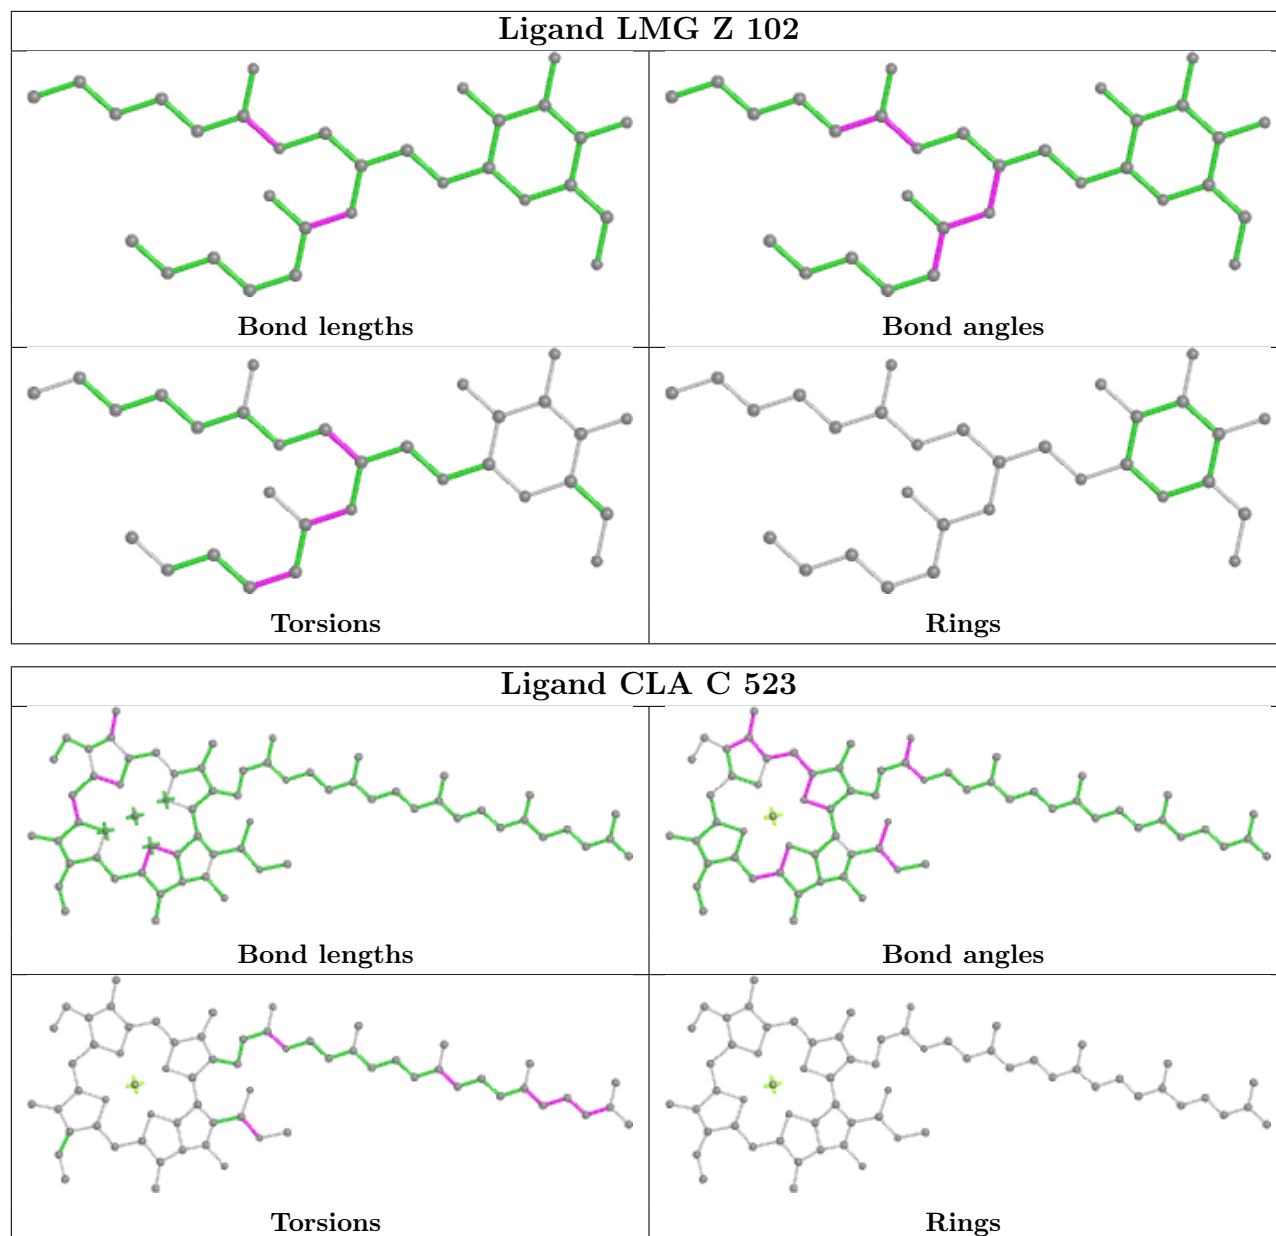 Ligand LMG Z 102
Bond lengths
Bond angles
Torsions
Rings
Ligand CLA C 523
Bond lengths
Bond angles
Torsions
Rings